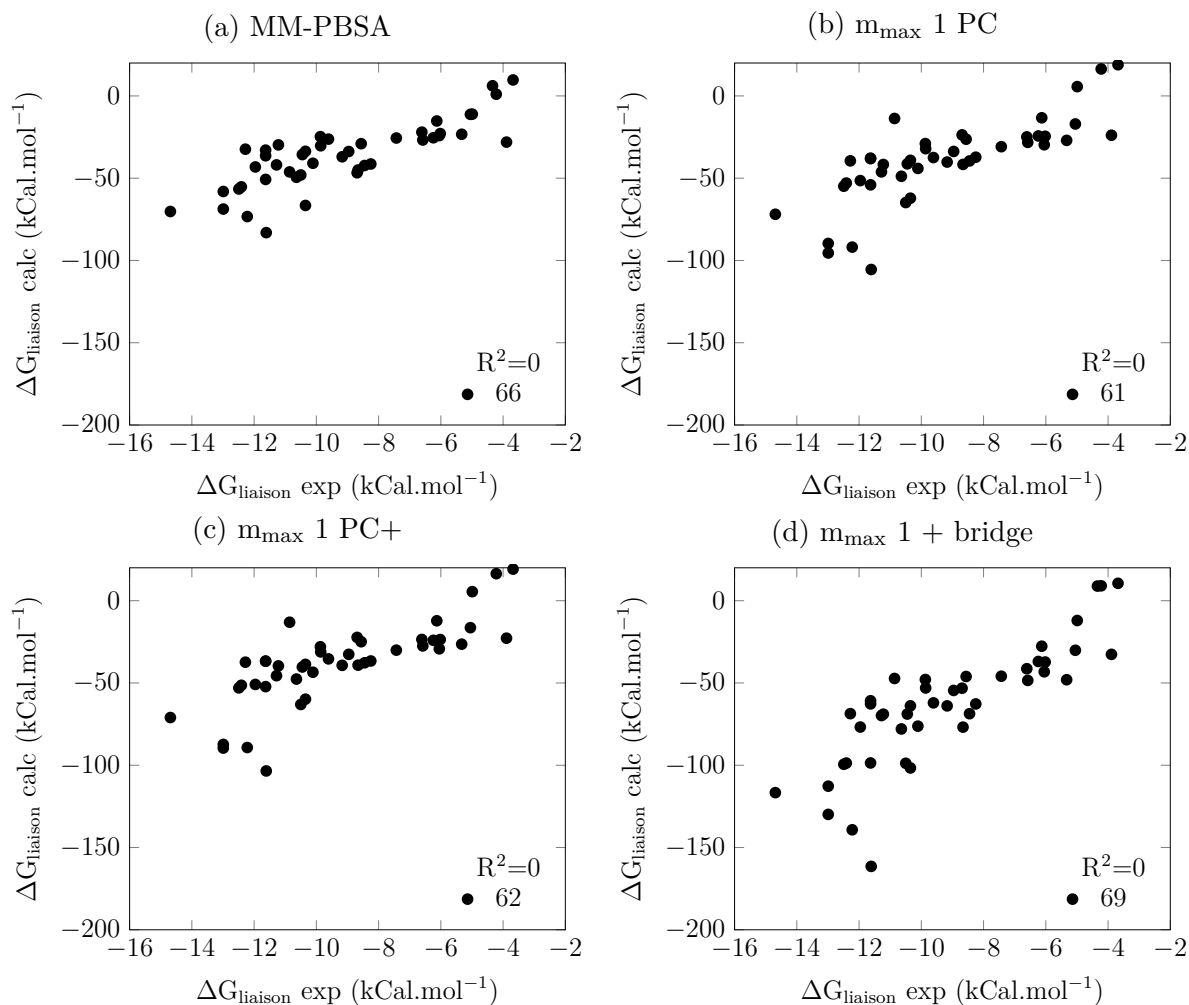 (a) MM-PBSA
0
−50
−100
−150
−200
ΔG_liaison calc (kCal.mol⁻¹)
R²=0
66
−16 −14 −12 −10 −8 −6 −4 −2
ΔG_liaison exp (kCal.mol⁻¹)
(b) m_max 1 PC
0
−50
−100
−150
−200
ΔG_liaison calc (kCal.mol⁻¹)
R²=0
61
−16 −14 −12 −10 −8 −6 −4 −2
ΔG_liaison exp (kCal.mol⁻¹)
(c) m_max 1 PC+
0
−50
−100
−150
−200
ΔG_liaison calc (kCal.mol⁻¹)
R²=0
62
−16 −14 −12 −10 −8 −6 −4 −2
ΔG_liaison exp (kCal.mol⁻¹)
(d) m_max 1 + bridge
0
−50
−100
−150
−200
ΔG_liaison calc (kCal.mol⁻¹)
R²=0
69
−16 −14 −12 −10 −8 −6 −4 −2
ΔG_liaison exp (kCal.mol⁻¹)